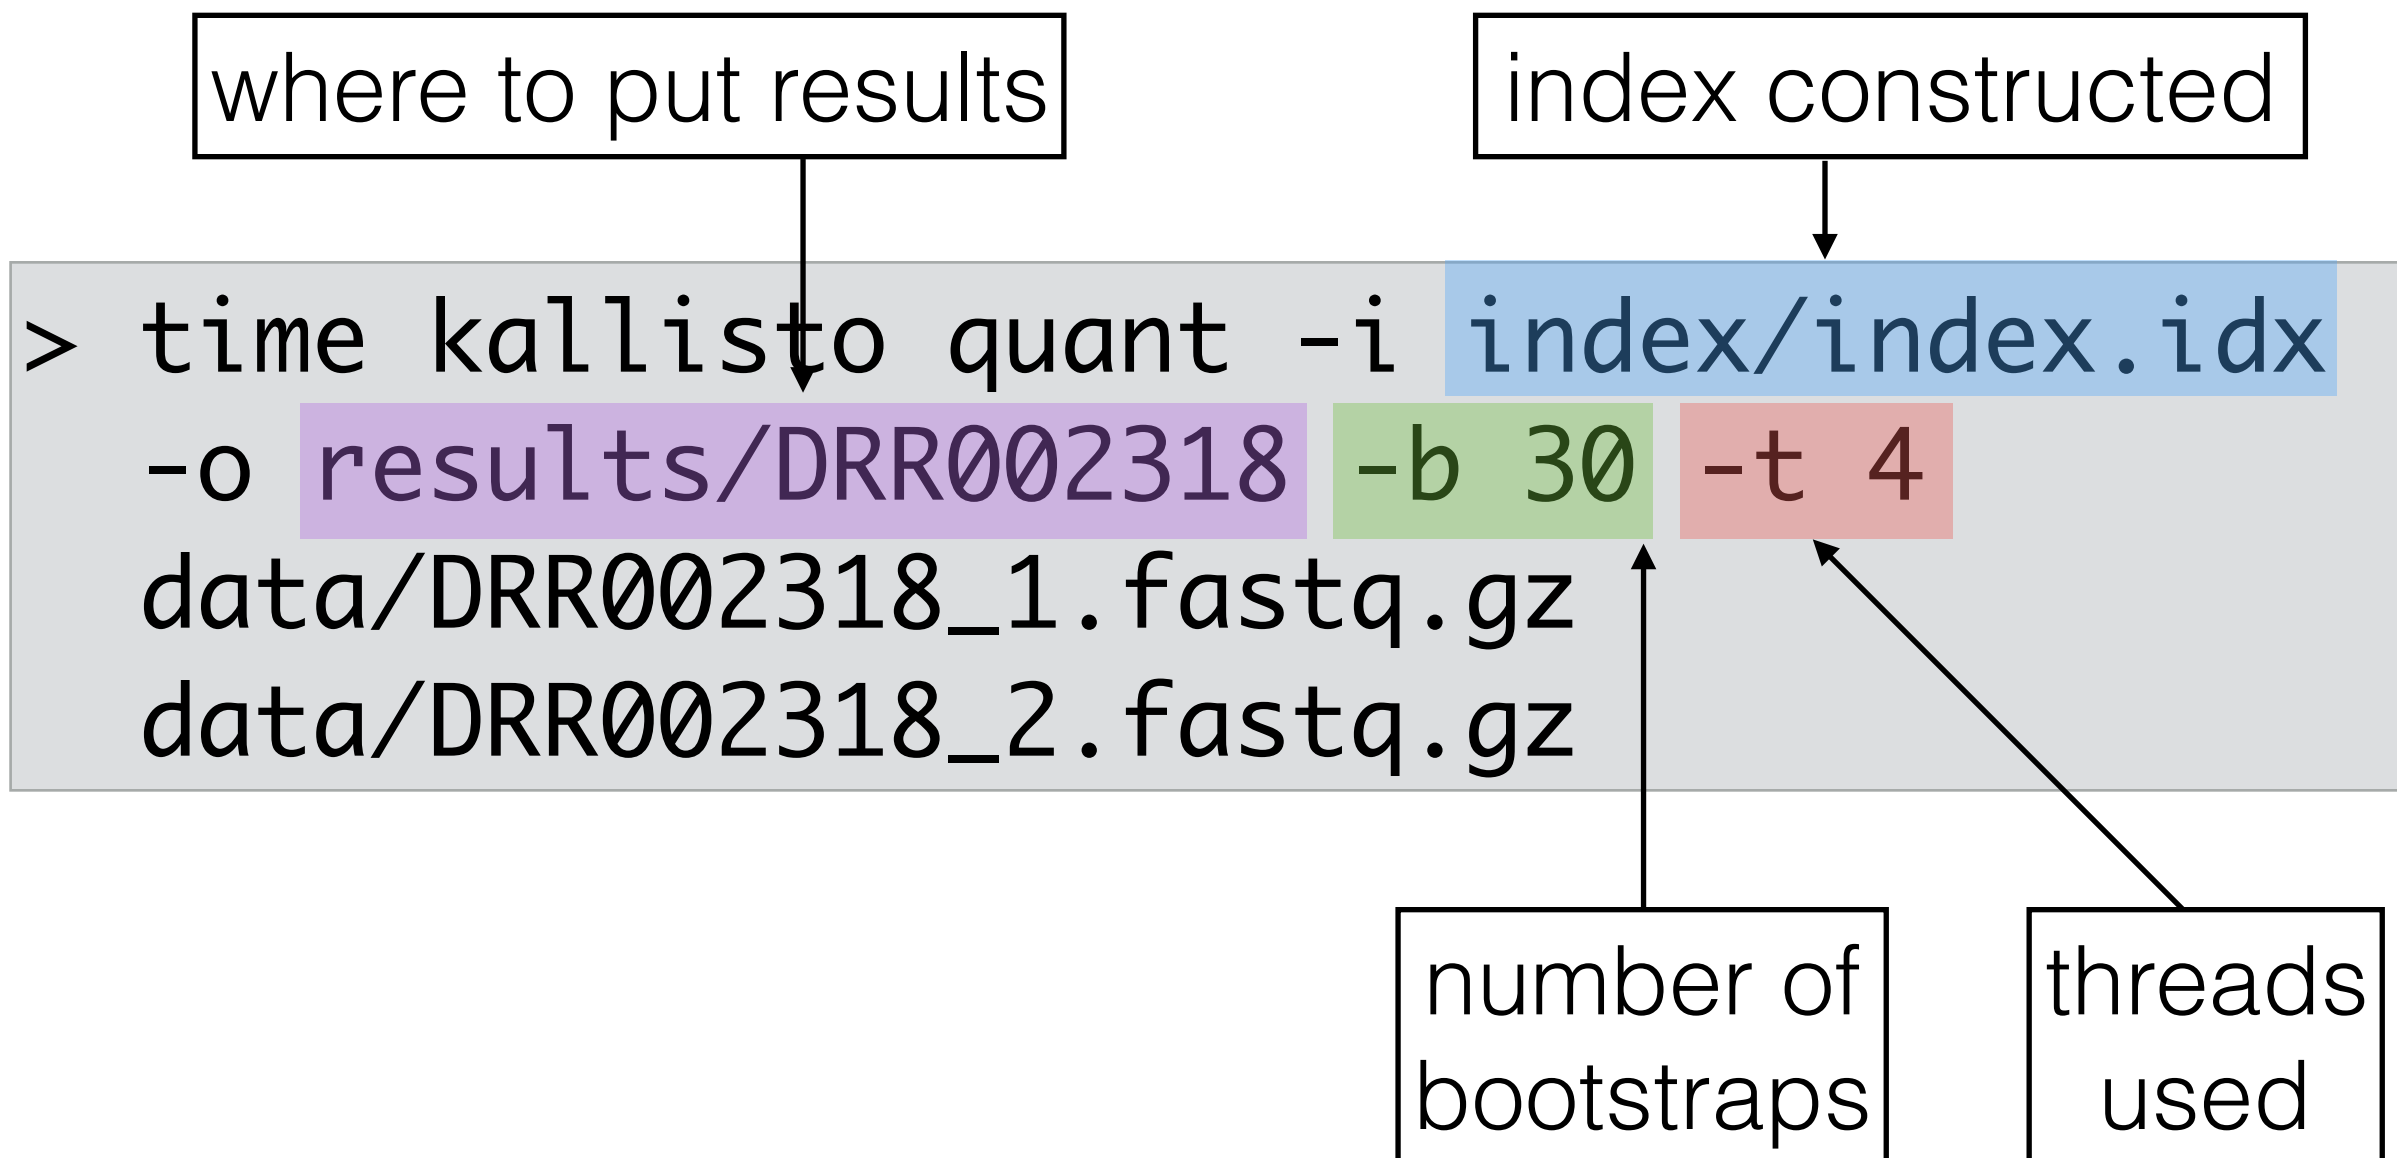 where to put results
index constructed
> time kallisto quant -i index/index.idx
-o results/DRR002318 -b 30 -t 4
data/DRR002318_1.fastq.gz
data/DRR002318_2.fastq.gz
number of
bootstraps
threads
used